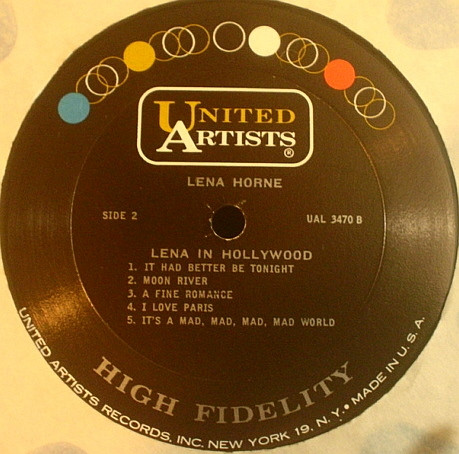 UNITED
ARTISTS®
LENA HORNE
SIDE 2
UAL 3470 B
LENA IN HOLLYWOOD
1. IT HAD BETTER BE TONIGHT
2. MOON RIVER
3. A FINE ROMANCE
4. I LOVE PARIS
5. IT'S A MAD, MAD, MAD, MAD WORLD
HIGH FIDELITY
UNITED ARTISTS RECORDS, INC. NEW YORK 19, N. Y. • MADE IN U. S. A.